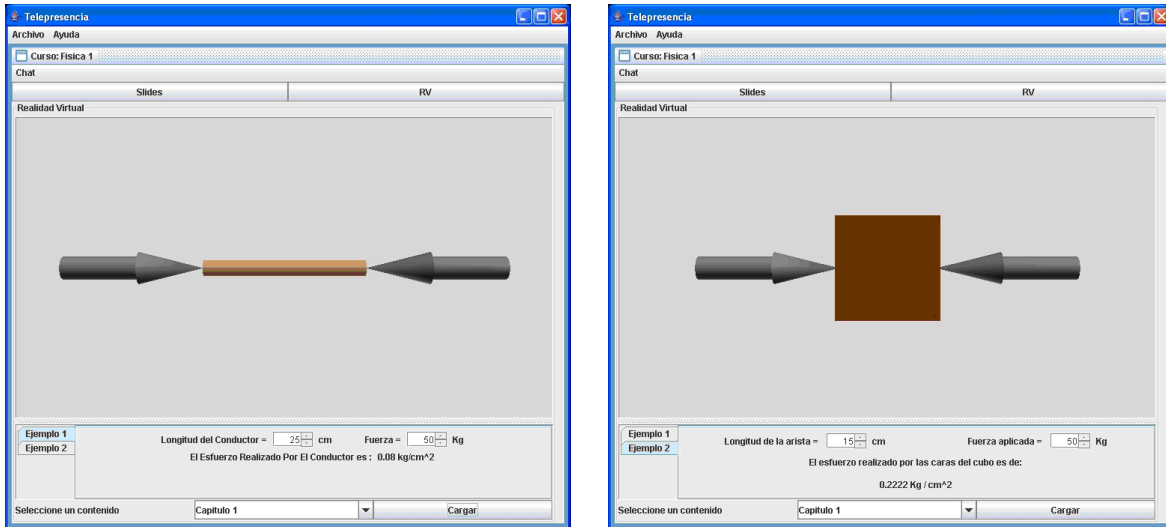 Telepresencia
Archivo Ayuda
Curso: Fisica 1
Chat
Slides RV
Realidad Virtual
Ejemplo 1
Ejemplo 2
Longitud del Conductor = 25 cm Fuerza = 50 Kg
El Esfuerzo Realizado Por El Conductor es : 0.08 kg/cm^2
Seleccione un contenido Capitulo 1 Cargar
Telepresencia
Archivo Ayuda
Curso: Fisica 1
Chat
Slides RV
Realidad Virtual
Ejemplo 1
Ejemplo 2
Longitud de la arista = 15 cm Fuerza aplicada = 50 Kg
El esfuerzo realizado por las caras del cubo es de:
0.2222 Kg / cm^2
Seleccione un contenido Capitulo 1 Cargar